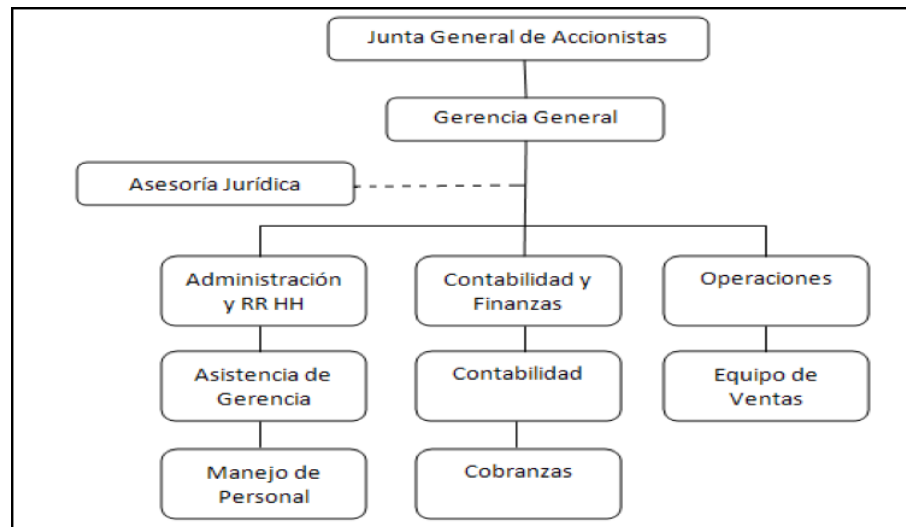 Junta General de Accionistas
Gerencia General
Asesoría Jurídica
Administración
y RR HH
Contabilidad y
Finanzas
Operaciones
Asistencia de
Gerencia
Contabilidad
Equipo de
Ventas
Manejo de
Personal
Cobranzas